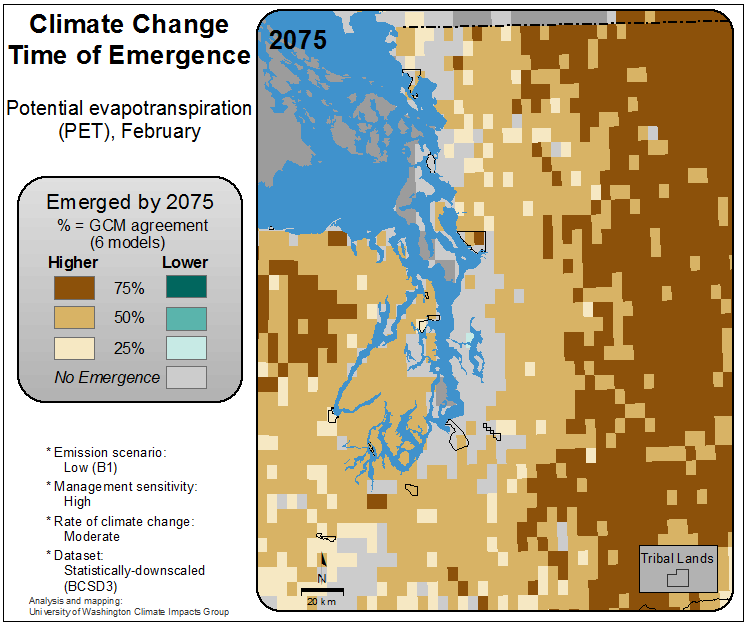 Climate Change
Time of Emergence
Potential evapotranspiration
(PET), February
Emerged by 2075
% = GCM agreement
(6 models)
Higher Lower
75%
50%
25%
No Emergence
* Emission scenario:
Low (B1)
* Management sensitivity:
High
* Rate of climate change:
Moderate
* Dataset:
Statistically-downscaled
(BCSD3)
Analysis and mapping:
University of Washington Climate Impacts Group
2075
N
20 km
Tribal Lands